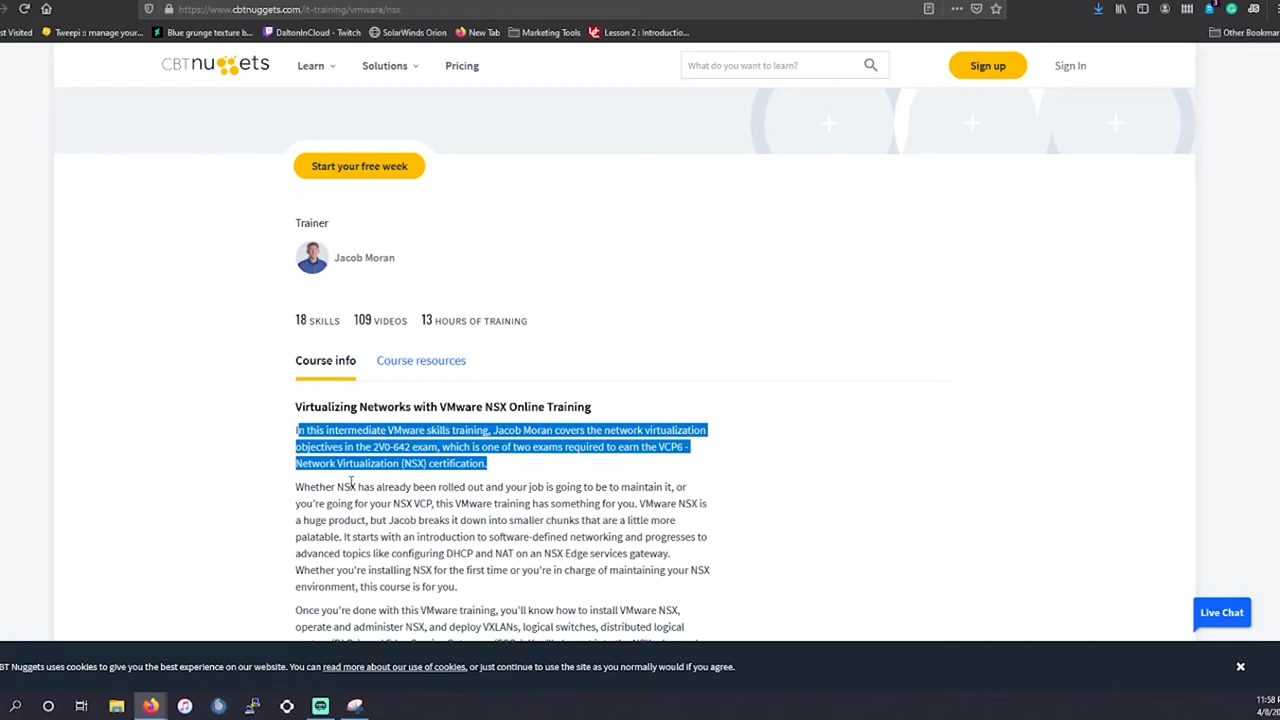 https://www.cbtnuggets.com/it-training/vmware/nsx
st Visited Tweepi :: manage your... Blue grunge texture b... DaltonInCloud - Twitch SolarWinds Orion New Tab Marketing Tools Lesson 2 : Introductio... Other Bookmar
CBTnuggets Learn Solutions Pricing What do you want to learn? Sign up Sign In
Start your free week
Trainer
Jacob Moran
18 SKILLS 109 VIDEOS 13 HOURS OF TRAINING
Course info Course resources
Virtualizing Networks with VMware NSX Online Training
In this intermediate VMware skills training, Jacob Moran covers the network virtualization
objectives in the 2V0-642 exam, which is one of two exams required to earn the VCP6 -
Network Virtualization (NSX) certification.
Whether NSX has already been rolled out and your job is going to be to maintain it, or
you're going for your NSX VCP, this VMware training has something for you. VMware NSX is
a huge product, but Jacob breaks it down into smaller chunks that are a little more
palatable. It starts with an introduction to software-defined networking and progresses to
advanced topics like configuring DHCP and NAT on an NSX Edge services gateway.
Whether you're installing NSX for the first time or you're in charge of maintaining your NSX
environment, this course is for you.
Once you're done with this VMware training, you'll know how to install VMware NSX,
operate and administer NSX, and deploy VXLANs, logical switches, distributed logical
Live Chat
BT Nuggets uses cookies to give you the best experience on our website. You can read more about our use of cookies, or just continue to use the site as you normally would if you agree.
11:58
4/8/20